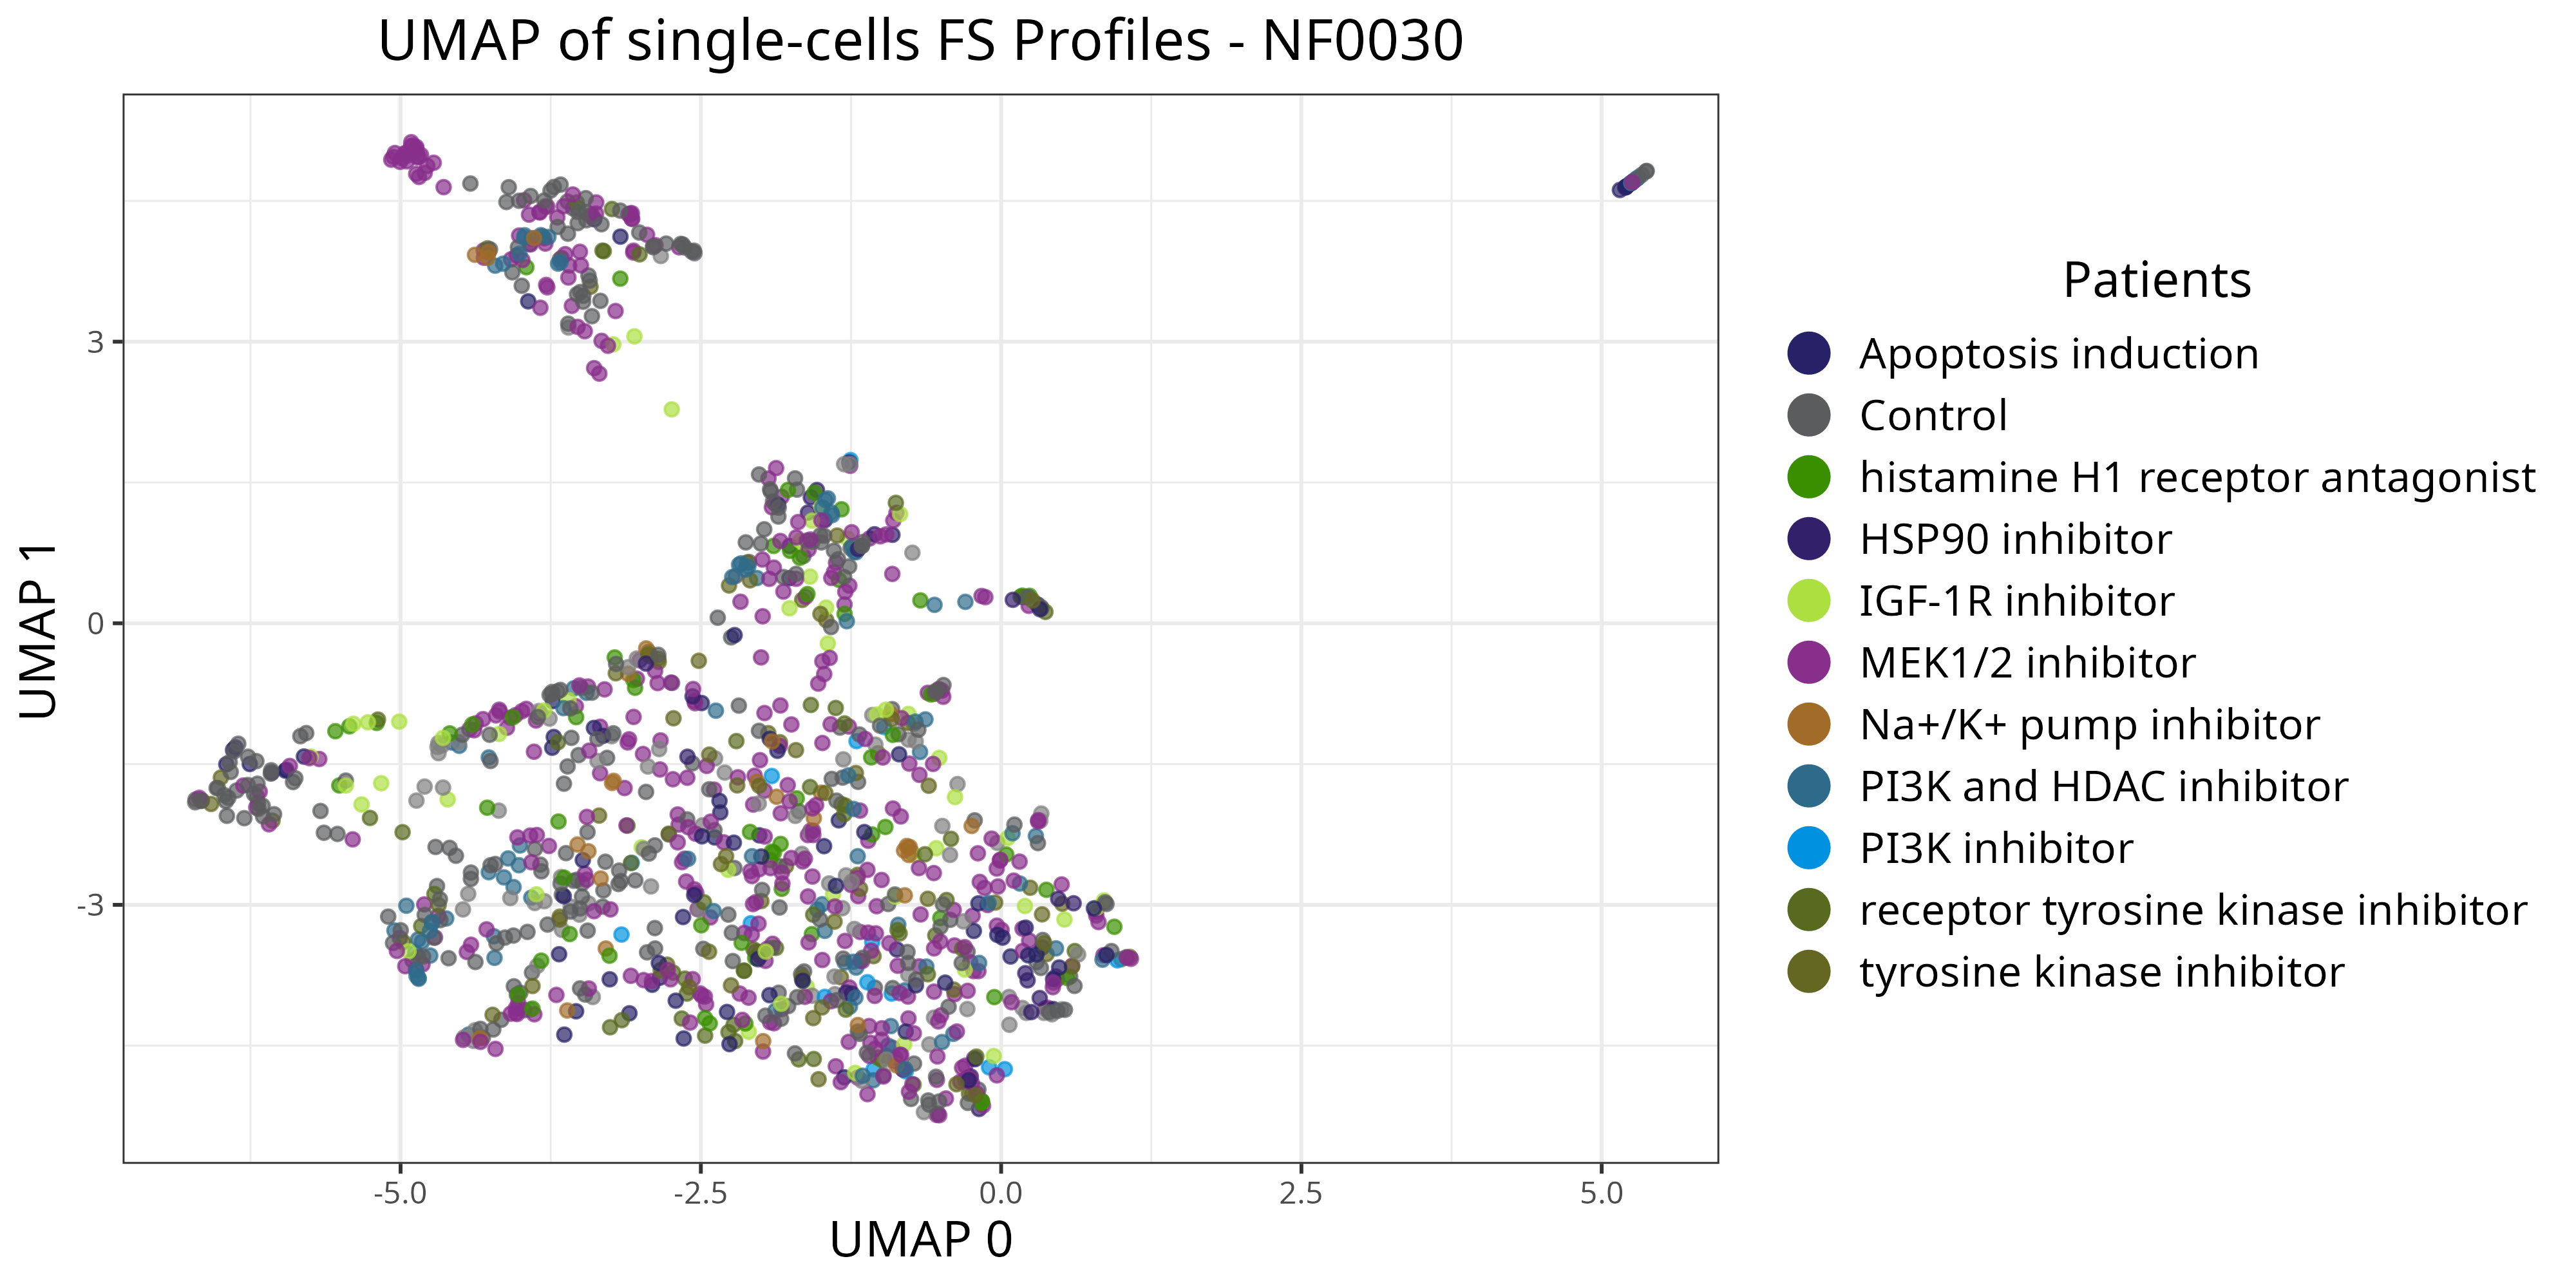 UMAP of single-cells FS Profiles - NF0030
UMAP 1
3
0
-3
-5.0
-2.5
0.0
2.5
5.0
UMAP 0
Patients
Apoptosis induction
Control
histamine H1 receptor antagonist
HSP90 inhibitor
IGF-1R inhibitor
MEK1/2 inhibitor
Na+/K+ pump inhibitor
PI3K and HDAC inhibitor
PI3K inhibitor
receptor tyrosine kinase inhibitor
tyrosine kinase inhibitor